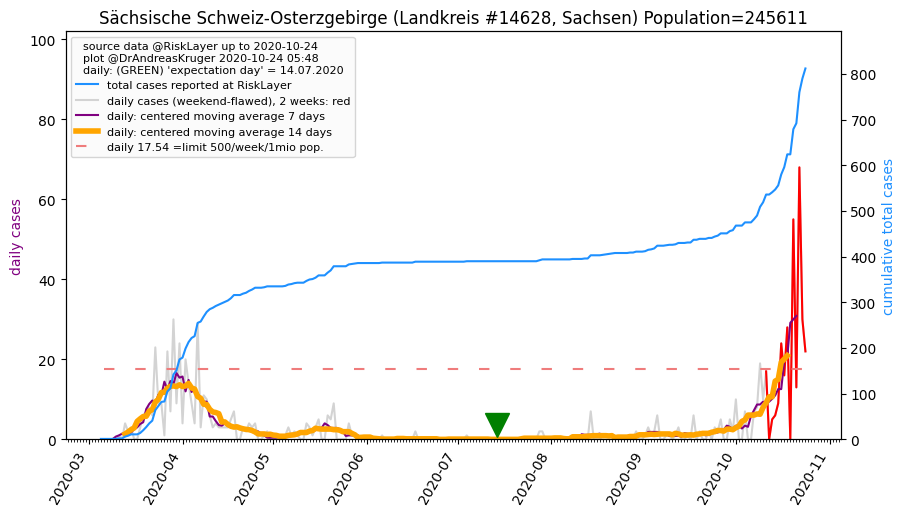 Sächsische Schweiz-Osterzgebirge (Landkreis #14628, Sachsen) Population=245611
source data @RiskLayer up to 2020-10-24
plot @DrAndreasKruger 2020-10-24 05:48
daily: (GREEN) 'expectation day' = 14.07.2020
total cases reported at RiskLayer
daily cases (weekend-flawed), 2 weeks: red
daily: centered moving average 7 days
daily: centered moving average 14 days
daily 17.54 =limit 500/week/1mio pop.
daily cases
100
80
60
40
20
0
cumulative total cases
800
700
600
500
400
300
200
100
0
2020-03
2020-04
2020-05
2020-06
2020-07
2020-08
2020-09
2020-10
2020-11